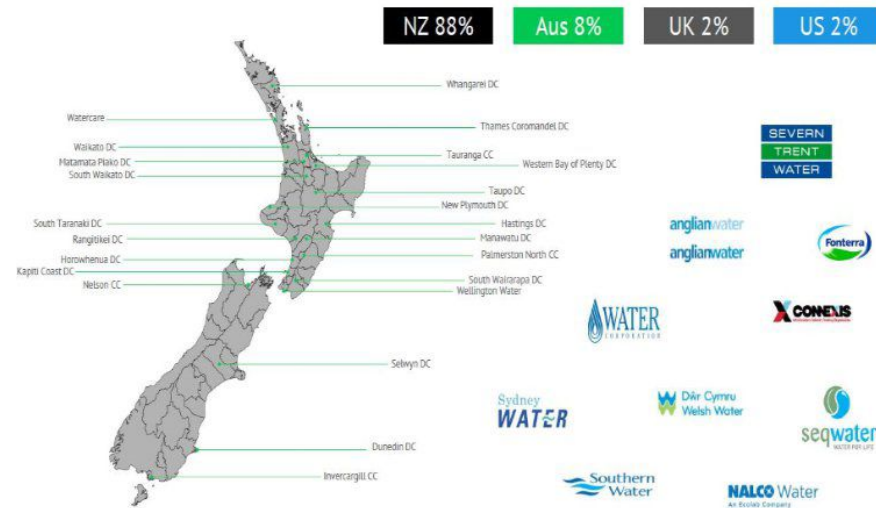 NZ 88%
Aus 8%
UK 2%
US 2%
Whangarei DC
Watercare
Thames Coromandel DC
Waikato DC
Tauranga CC
Matamata Piako DC
Western Bay of Plenty DC
South Waikato DC
Taupo DC
New Plymouth DC
South Taranaki DC
Hastings DC
Rangitikei DC
Manawatu DC
Horowhenua DC
Palmerston North CC
Kapiti Coast DC
South Wairarapa DC
Nelson CC
Wellington Water
Selwyn DC
Dunedin DC
Invercargill CC
SEVERN
TRENT
WATER
anglianwater
anglianwater
Fonterra
WATER
CORPORATION
CONNEXIS
Sydney
WATER
Dŵr Cymru
Welsh Water
seqwater
WATER FOR LIFE
Southern
Water
NALCO Water
An Ecolab Company